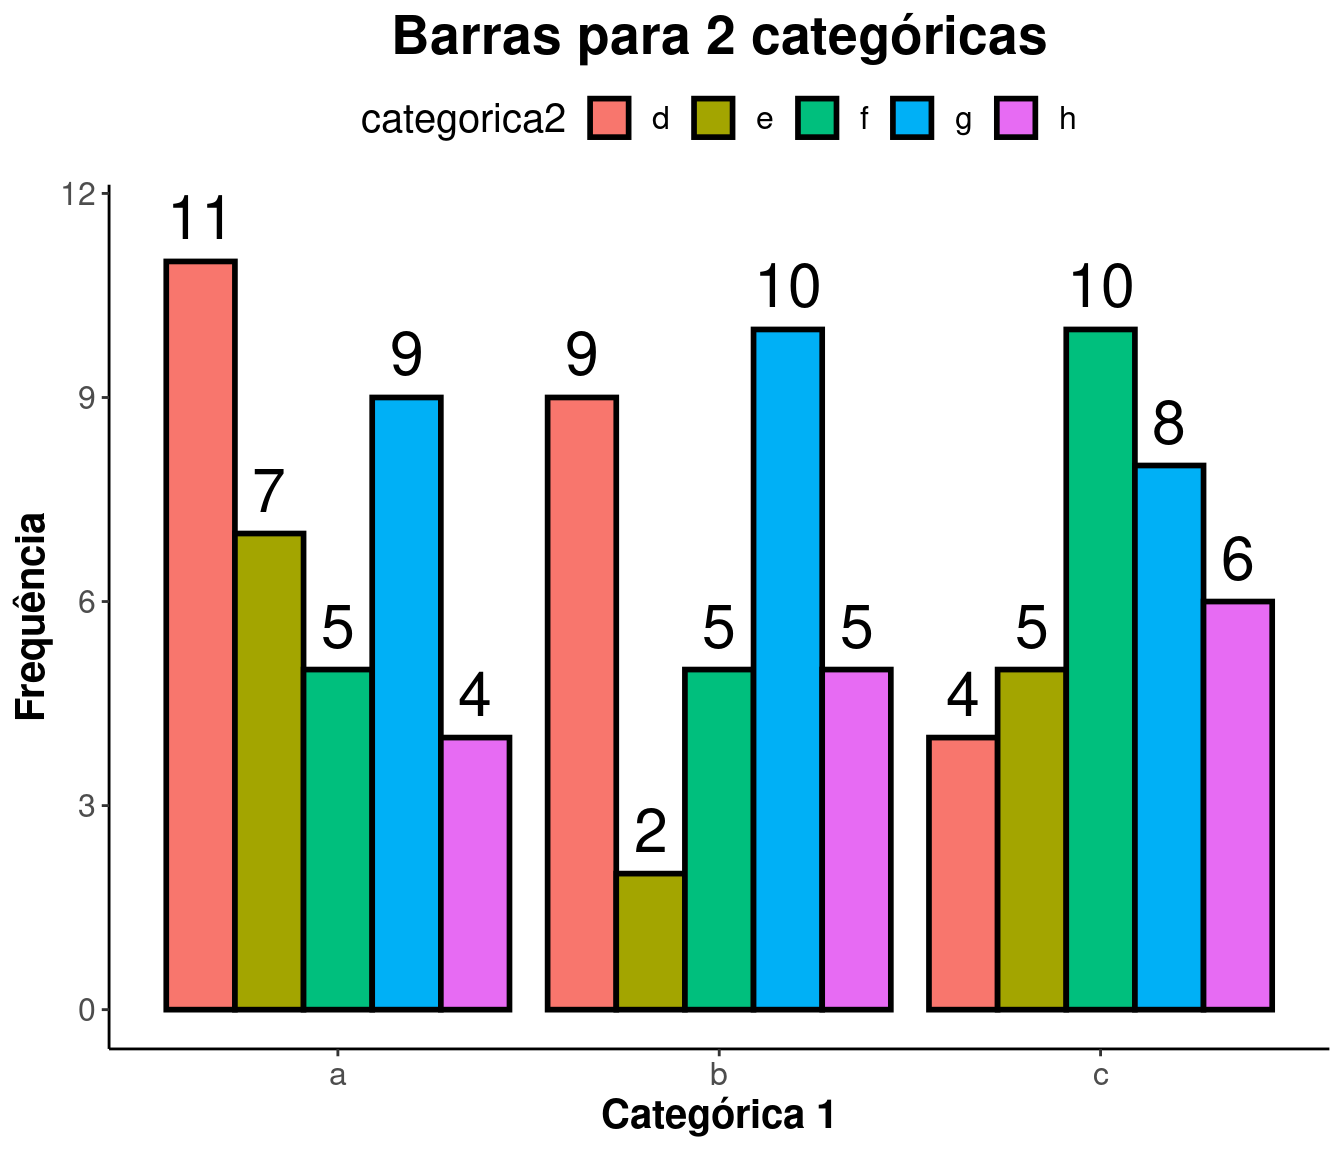 Barras para 2 categóricas
categorica2 d e f g h
12
9
6
3
0
Frequência
11 7 5 9 4
9 2 5 10 5
4 5 10 8 6
a b c
Categórica 1